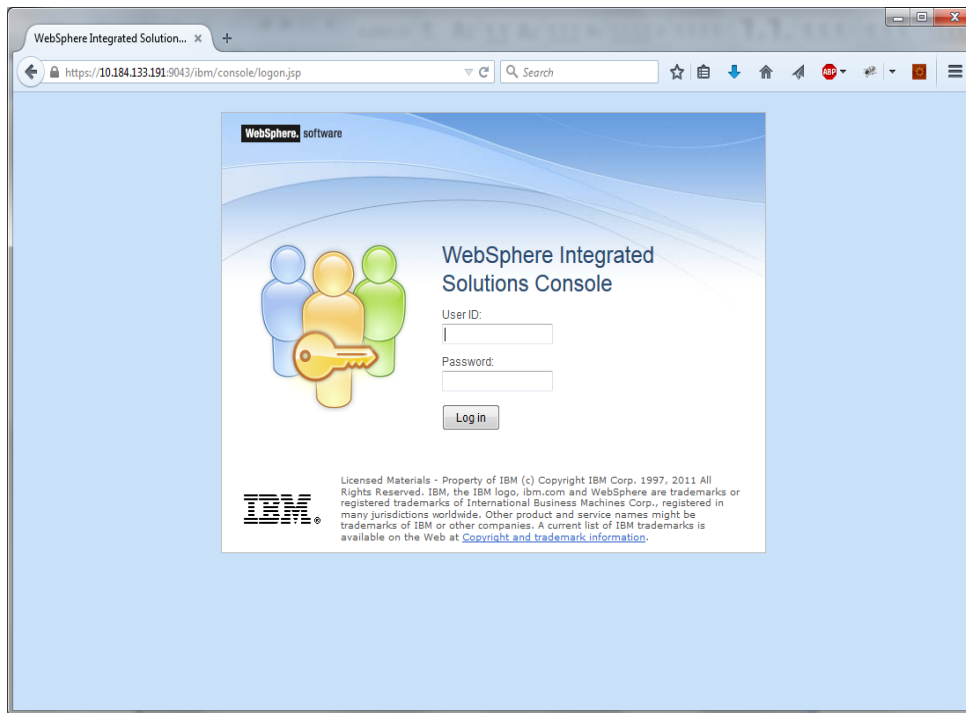 WebSphere Integrated Solution...
https://10.184.133.191:9043/ibm/console/logon.jsp
Search
ABP
WebSphere. software
WebSphere Integrated
Solutions Console
User ID:
Password:
Log in
IBM®
Licensed Materials - Property of IBM (c) Copyright IBM Corp. 1997, 2011 All
Rights Reserved. IBM, the IBM logo, ibm.com and WebSphere are trademarks or
registered trademarks of International Business Machines Corp., registered in
many jurisdictions worldwide. Other product and service names might be
trademarks of IBM or other companies. A current list of IBM trademarks is
available on the Web at Copyright and trademark information.